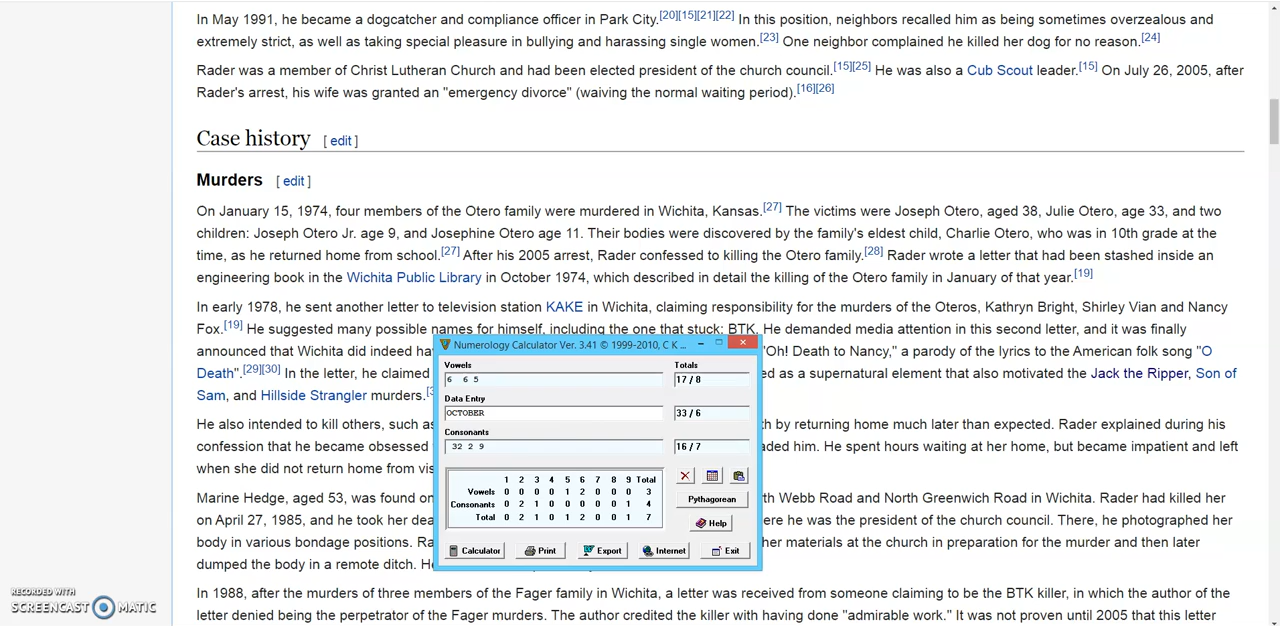 In May 1991, he became a dogcatcher and compliance officer in Park City.[20][15][21][22] In this position, neighbors recalled him as being sometimes overzealous and
extremely strict, as well as taking special pleasure in bullying and harassing single women.[23] One neighbor complained he killed her dog for no reason.[24]
Rader was a member of Christ Lutheran Church and had been elected president of the church council.[15][25] He was also a Cub Scout leader.[15] On July 26, 2005, after
Rader's arrest, his wife was granted an "emergency divorce" (waiving the normal waiting period).[16][26]
Case history [ edit ]
Murders [ edit ]
On January 15, 1974, four members of the Otero family were murdered in Wichita, Kansas.[27] The victims were Joseph Otero, aged 38, Julie Otero, age 33, and two
children: Joseph Otero Jr. age 9, and Josephine Otero age 11. Their bodies were discovered by the family's eldest child, Charlie Otero, who was in 10th grade at the
time, as he returned home from school.[27] After his 2005 arrest, Rader confessed to killing the Otero family.[28] Rader wrote a letter that had been stashed inside an
engineering book in the Wichita Public Library in October 1974, which described in detail the killing of the Otero family in January of that year.[19]
In early 1978, he sent another letter to television station KAKE in Wichita, claiming responsibility for the murders of the Oteros, Kathryn Bright, Shirley Vian and Nancy
Fox.[19] He suggested many possible names for himself, including the one that stuck: BTK. He demanded media attention in this second letter, and it was finally
announced that Wichita did indeed ha "Oh! Death to Nancy," a parody of the lyrics to the American folk song "O
Death".[29][30] In the letter, he claimed ed as a supernatural element that also motivated the Jack the Ripper, Son of
Sam, and Hillside Strangler murders.
He also intended to kill others, such as h by returning home much later than expected. Rader explained during his
confession that he became obsessed aded him. He spent hours waiting at her home, but became impatient and left
when she did not return home from vis
Marine Hedge, aged 53, was found on th Webb Road and North Greenwich Road in Wichita. Rader had killed her
on April 27, 1985, and he took her dea ere he was the president of the church council. There, he photographed her
body in various bondage positions. Ra her materials at the church in preparation for the murder and then later
dumped the body in a remote ditch. He
In 1988, after the murders of three members of the Fager family in Wichita, a letter was received from someone claiming to be the BTK killer, in which the author of the
letter denied being the perpetrator of the Fager murders. The author credited the killer with having done "admirable work." It was not proven until 2005 that this letter
Numerology Calculator Ver. 3.41 © 1999-2010, C K ...
Vowels Totals
6 6 5 17 / 8
Data Entry
OCTOBER 33 / 6
Consonants
32 2 9 16 / 7
1 2 3 4 5 6 7 8 9 Total
Vowels 0 0 0 0 1 2 0 0 0 3
Consonants 0 2 1 0 0 0 0 0 1 4
Total 0 2 1 0 1 2 0 0 1 7
Pythagorean
Help
Calculator Print Export Internet Exit
RECORDED WITH
SCREENCAST MATIC